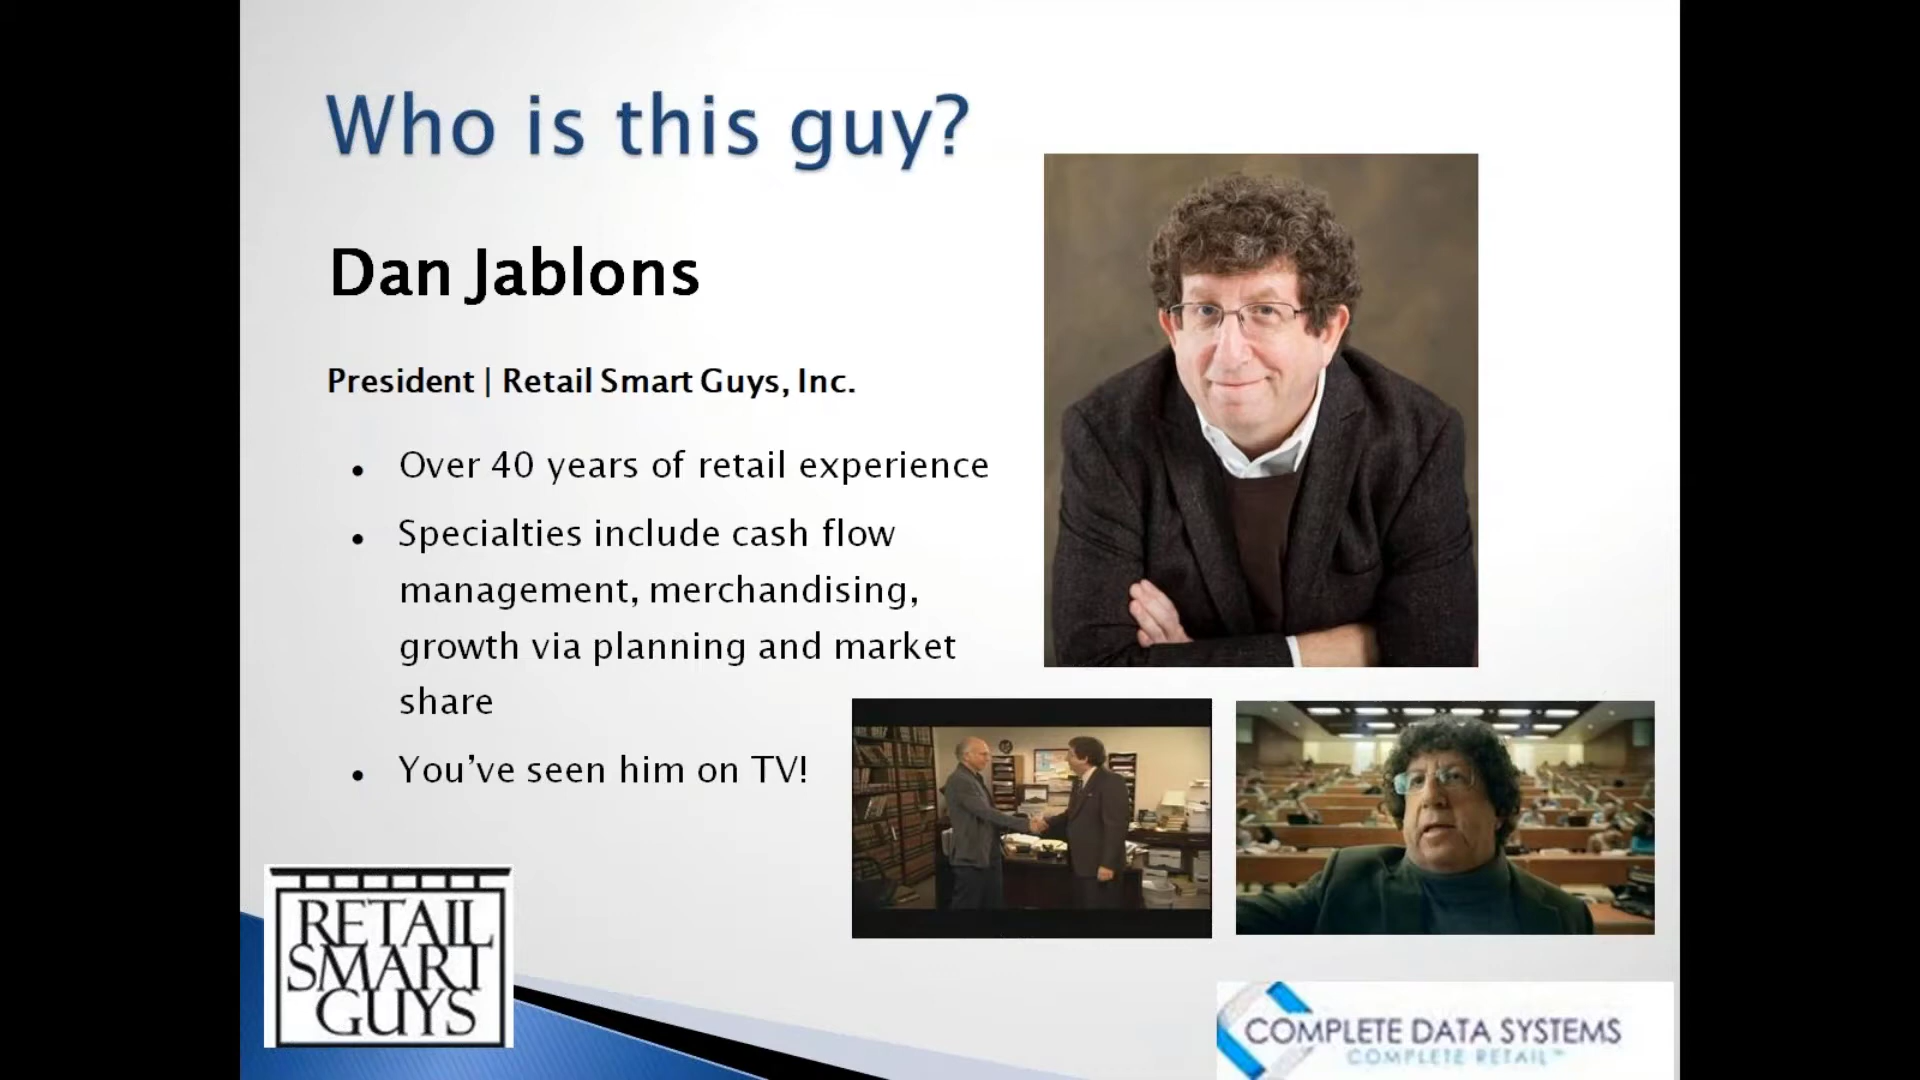 Who is this guy?
Dan Jablons
President | Retail Smart Guys, Inc.
• Over 40 years of retail experience
• Specialties include cash flow
management, merchandising,
growth via planning and market
share
• You’ve seen him on TV!
RETAIL
SMART
GUYS
COMPLETE DATA SYSTEMS
COMPLETE RETAIL™